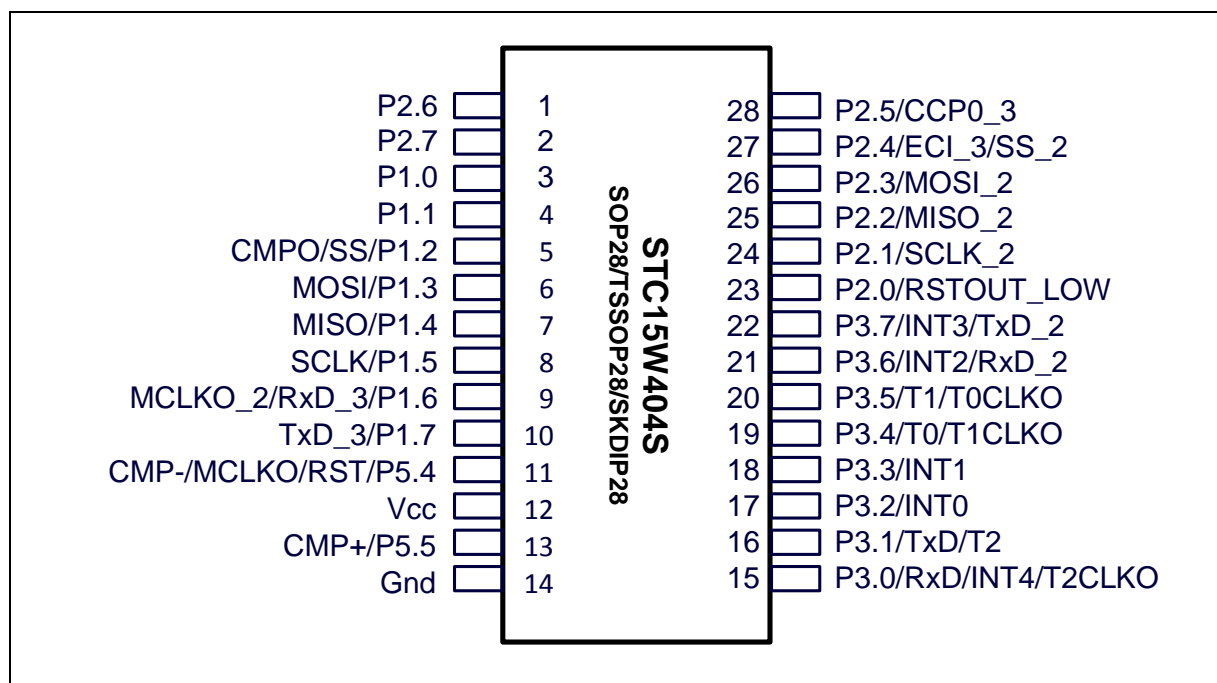 P2.6 1
P2.7 2
P1.0 3
P1.1 4
CMPO/SS/P1.2 5
MOSI/P1.3 6
MISO/P1.4 7
SCLK/P1.5 8
MCLKO_2/RxD_3/P1.6 9
TxD_3/P1.7 10
CMP-/MCLKO/RST/P5.4 11
Vcc 12
CMP+/P5.5 13
Gnd 14
STC15W404S
SOP28/TSSOP28/SKDIP28
28 P2.5/CCP0_3
27 P2.4/ECI_3/SS_2
26 P2.3/MOSI_2
25 P2.2/MISO_2
24 P2.1/SCLK_2
23 P2.0/RSTOUT_LOW
22 P3.7/INT3/TxD_2
21 P3.6/INT2/RxD_2
20 P3.5/T1/T0CLKO
19 P3.4/T0/T1CLKO
18 P3.3/INT1
17 P3.2/INT0
16 P3.1/TxD/T2
15 P3.0/RxD/INT4/T2CLKO